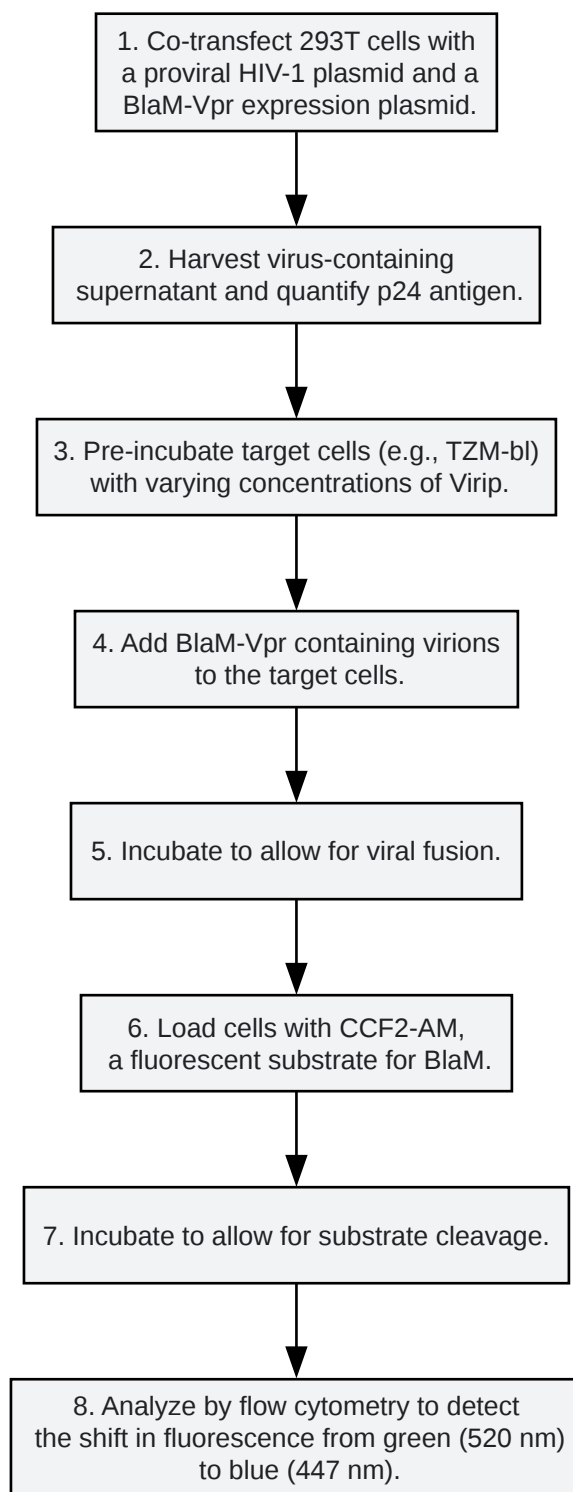 1. Co-transfect 293T cells with
a proviral HIV-1 plasmid and a
BlaM-Vpr expression plasmid.
2. Harvest virus-containing
supernatant and quantify p24 antigen.
3. Pre-incubate target cells (e.g., TZM-bl)
with varying concentrations of Virip.
4. Add BlaM-Vpr containing virions
to the target cells.
5. Incubate to allow for viral fusion.
6. Load cells with CCF2-AM,
a fluorescent substrate for BlaM.
7. Incubate to allow for substrate cleavage.
8. Analyze by flow cytometry to detect
the shift in fluorescence from green (520 nm)
to blue (447 nm).